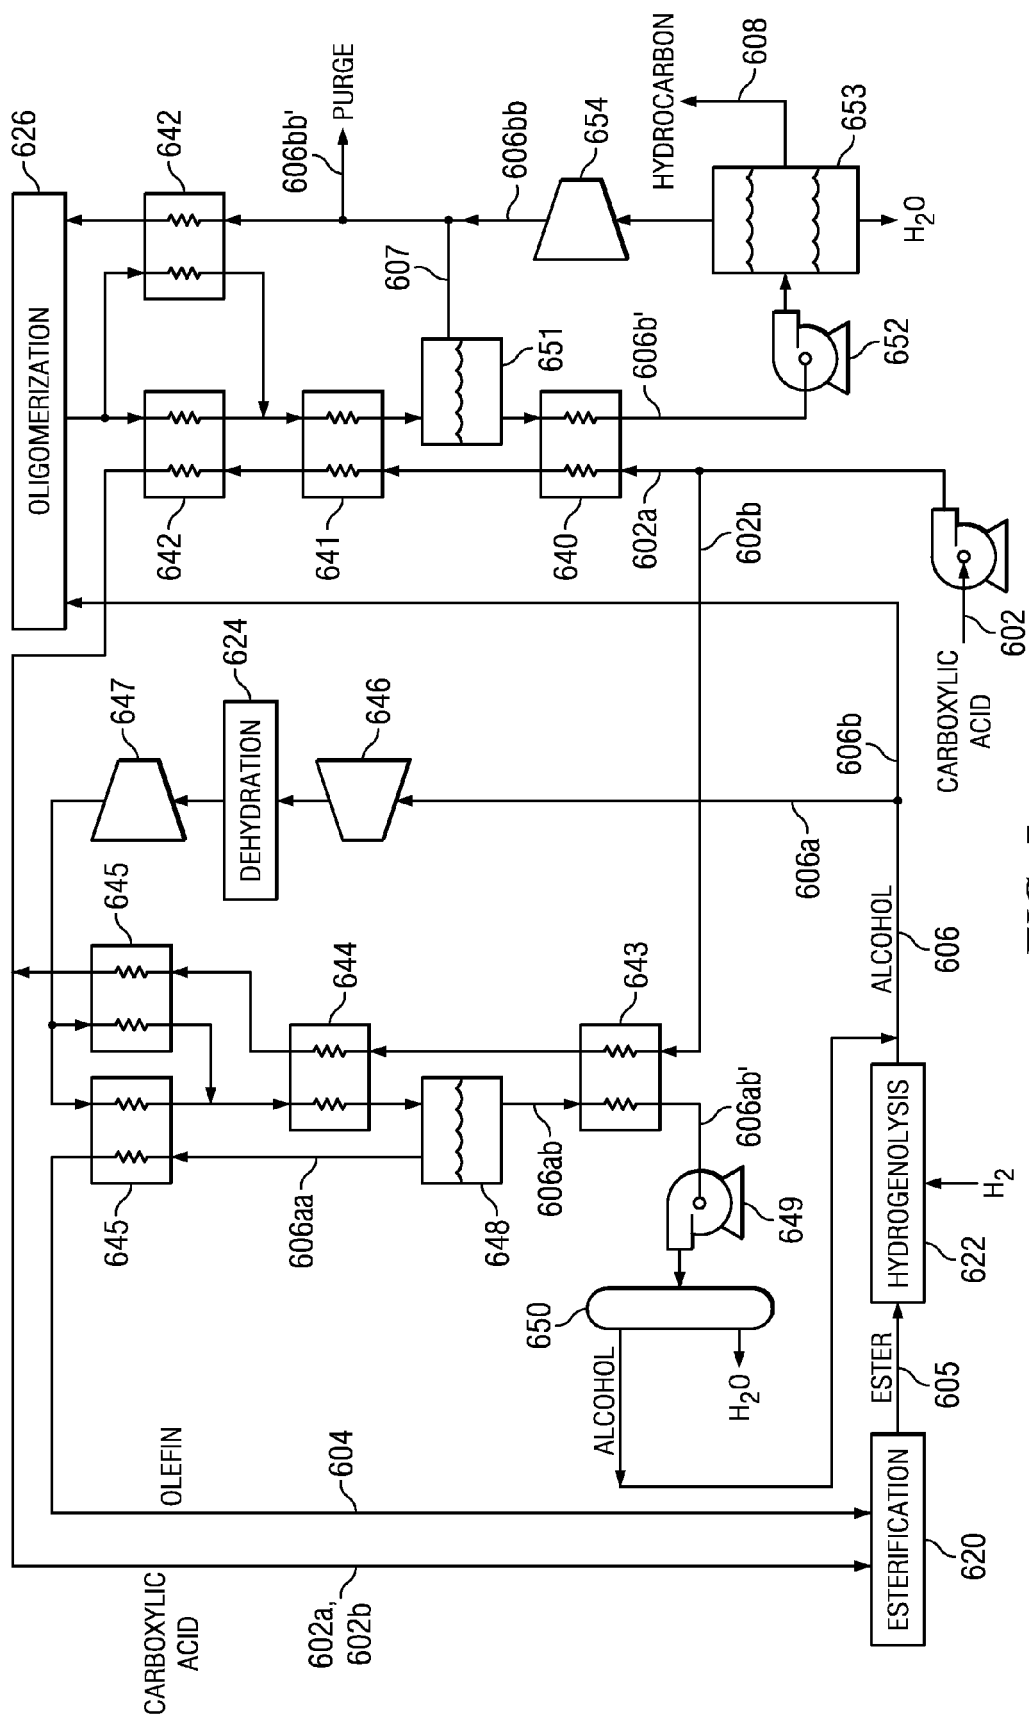 OLIGOMERIZATION
626
CARBOXYLIC
ACID
OLEFIN
645
645
647
642
642
DEHYDRATION
624
606aa
606bb'
602a,
602b
604
644
641
PURGE
646
607
648
606ab
606bb
651
650
640
654
ALCOHOL
643
602a
606b'
HYDROCARBON
H2O
606ab'
602b
608
649
606a
653
ESTER
ALCOHOL
606b
652
ESTERIFICATION
HYDROGENOLYSIS
H2O
605
606
CARBOXYLIC
ACID
620
622
H2
602